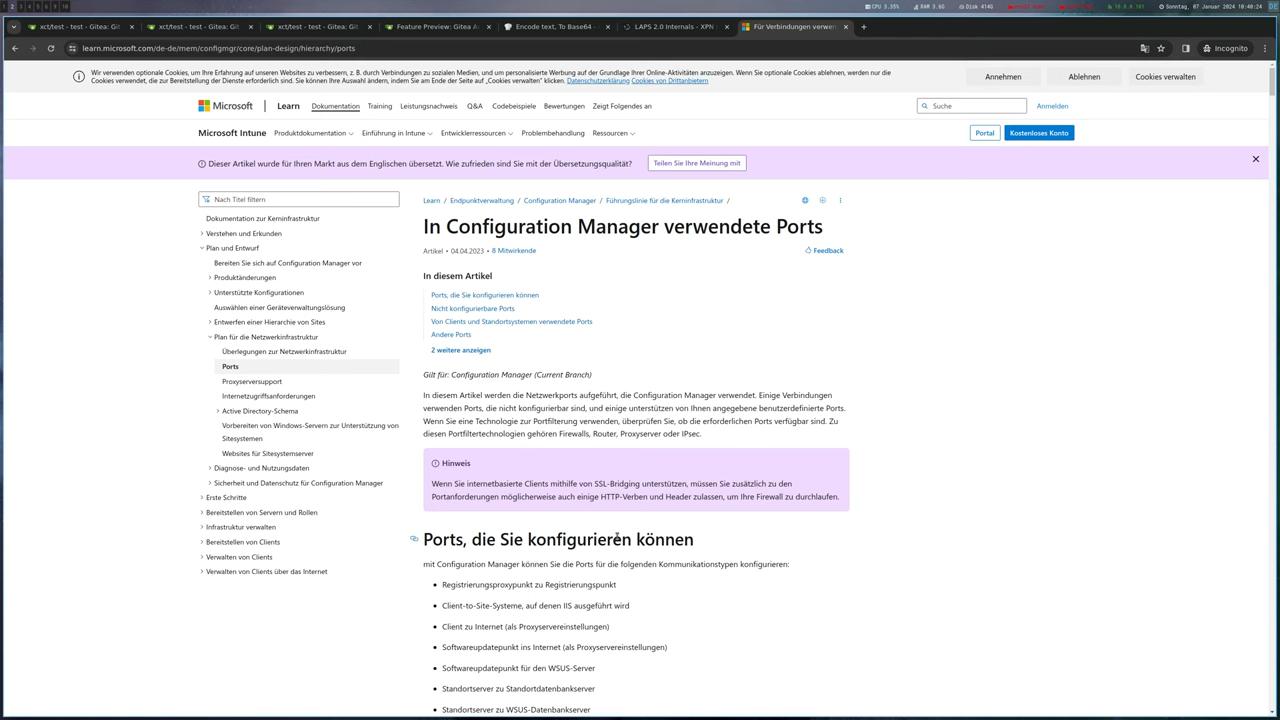 1 2 3 4 5 6 7 8 9 10
CPU 3.35% RAM 3.6G Disk 414G 10.8.0.101 Sonntag, 07 Januar 2024 10:40:24 DE
xct/test - test - Gitea: Git xct/test - test - Gitea: Git xct/test - test - Gitea: Git Feature Preview: Gitea A Encode text, To Base64 - LAPS 2.0 Internals - XPN Für Verbindungen verwen
learn.microsoft.com/de-de/mem/configmgr/core/plan-design/hierarchy/ports Incognito
Wir verwenden optionale Cookies, um Ihre Erfahrung auf unseren Websites zu verbessern, z. B. durch Verbindungen zu sozialen Medien, und um personalisierte Werbung auf der Grundlage Ihrer Online-Aktivitäten anzuzeigen. Wenn Sie optionale Cookies ablehnen, werden nur die
Cookies, die zur Bereitstellung der Dienste erforderlich sind, verwendet. Sie können Ihre Auswahl ändern, indem Sie am Ende der Seite auf „Cookies verwalten“ klicken. Datenschutzerklärung Cookies von Drittanbietern
Annehmen Ablehnen Cookies verwalten
Microsoft Learn Dokumentation Training Leistungsnachweis Q&A Codebeispiele Bewertungen Zeigt Folgendes an Suche Anmelden
Microsoft Intune Produktdokumentation Einführung in Intune Entwicklerressourcen Problembehandlung Ressourcen Portal Kostenloses Konto
Dieser Artikel wurde für Ihren Markt aus dem Englischen übersetzt. Wie zufrieden sind Sie mit der Übersetzungsqualität? Teilen Sie Ihre Meinung mit
Nach Titel filtern
Dokumentation zur Kerninfrastruktur
Verstehen und Erkunden
Plan und Entwurf
Bereiten Sie sich auf Configuration Manager vor
Produktänderungen
Unterstützte Konfigurationen
Auswählen einer Geräteverwaltungslösung
Entwerfen einer Hierarchie von Sites
Plan für die Netzwerkinfrastruktur
Überlegungen zur Netzwerkinfrastruktur
Ports
Proxyserversupport
Internetzugriffsanforderungen
Active Directory-Schema
Vorbereiten von Windows-Servern zur Unterstützung von
Sitesystemen
Websites für Sitesystemserver
Diagnose- und Nutzungsdaten
Sicherheit und Datenschutz für Configuration Manager
Erste Schritte
Bereitstellen von Servern und Rollen
Infrastruktur verwalten
Bereitstellen von Clients
Verwalten von Clients
Verwalten von Clients über das Internet
Learn / Endpunktverwaltung / Configuration Manager / Führungslinie für die Kerninfrastruktur /
In Configuration Manager verwendete Ports
Artikel • 04.04.2023 • 8 Mitwirkende Feedback
In diesem Artikel
Ports, die Sie konfigurieren können
Nicht konfigurierbare Ports
Von Clients und Standortsystemen verwendete Ports
Andere Ports
2 weitere anzeigen
Gilt für: Configuration Manager (Current Branch)
In diesem Artikel werden die Netzwerkports aufgeführt, die Configuration Manager verwendet. Einige Verbindungen
verwenden Ports, die nicht konfigurierbar sind, und einige unterstützen von Ihnen angegebene benutzerdefinierte Ports.
Wenn Sie eine Technologie zur Portfilterung verwenden, überprüfen Sie, ob die erforderlichen Ports verfügbar sind. Zu
diesen Portfiltertechnologien gehören Firewalls, Router, Proxyserver oder IPsec.
Hinweis
Wenn Sie internetbasierte Clients mithilfe von SSL-Bridging unterstützen, müssen Sie zusätzlich zu den
Portanforderungen möglicherweise auch einige HTTP-Verben und Header zulassen, um Ihre Firewall zu durchlaufen.
Ports, die Sie konfigurieren können
mit Configuration Manager können Sie die Ports für die folgenden Kommunikationstypen konfigurieren:
• Registrierungsproxypunkt zu Registrierungspunkt
• Client-to-Site-Systeme, auf denen IIS ausgeführt wird
• Client zu Internet (als Proxyservereinstellungen)
• Softwareupdatepunkt ins Internet (als Proxyservereinstellungen)
• Softwareupdatepunkt für den WSUS-Server
• Standortserver zu Standortdatenbankserver
• Standortserver zu WSUS-Datenbankserver